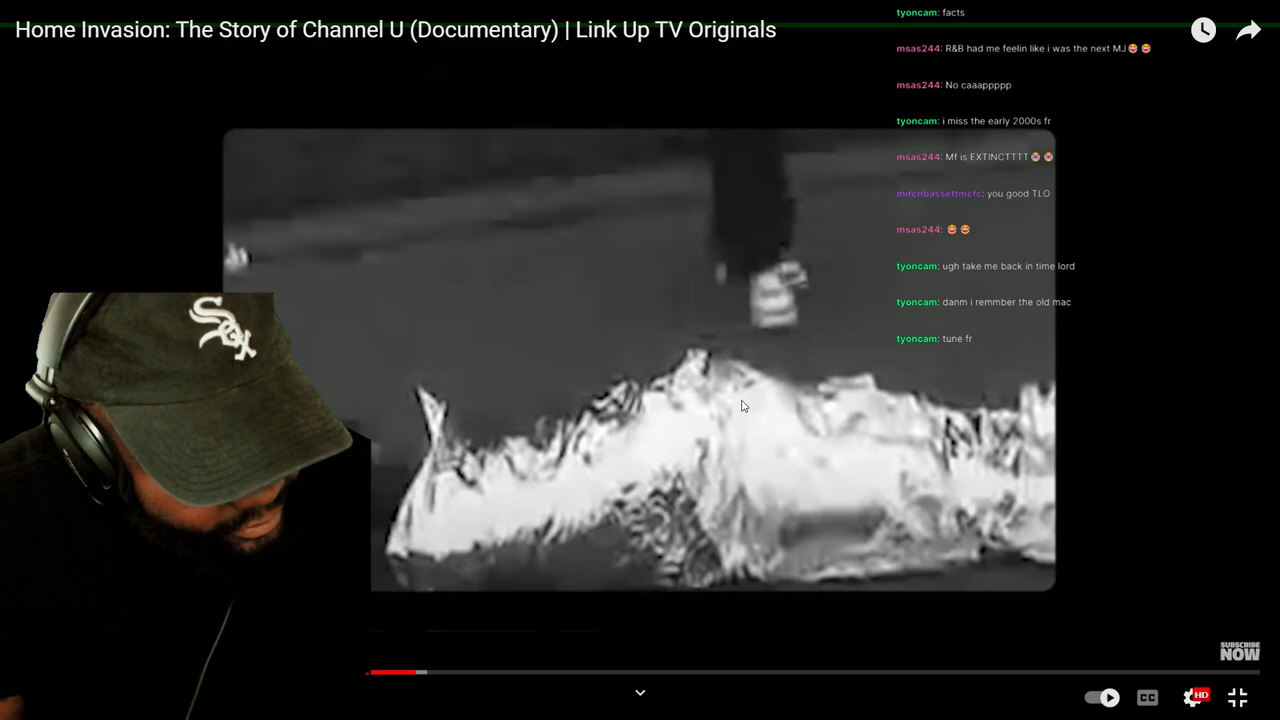 Home Invasion: The Story of Channel U (Documentary) | Link Up TV Originals
tyoncam: facts
msas244: R&B had me feelin like i was the next MJ
msas244: No caaappppp
tyoncam: i miss the early 2000s fr
msas244: Mf is EXTINCTTTT
mitchbassettmcfc: you good TLO
msas244:
tyoncam: ugh take me back in time lord
tyoncam: danm i remmber the old mac
tyoncam: tune fr
Sox
SUBSCRIBE
NOW
CC
HD